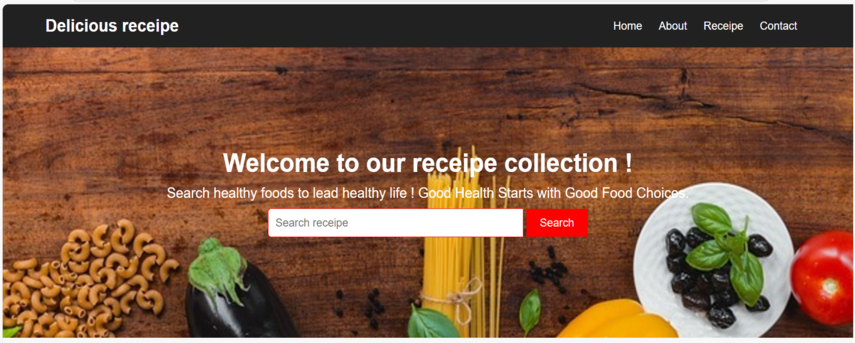 Delicious receipe
Home About Receipe Contact
Welcome to our receipe collection !
Search healthy foods to lead healthy life ! Good Health Starts with Good Food Choices.
Search receipe
Search